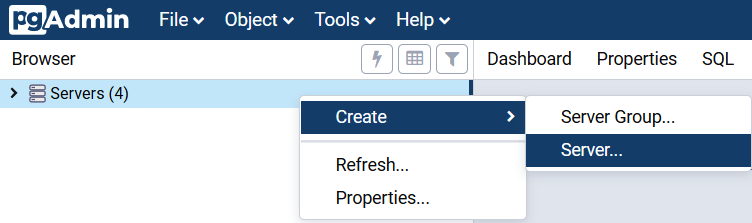 pgAdmin File Object Tools Help
Browser Dashboard Properties SQL
Servers (4)
Create Server Group...
Server...
Refresh...
Properties...